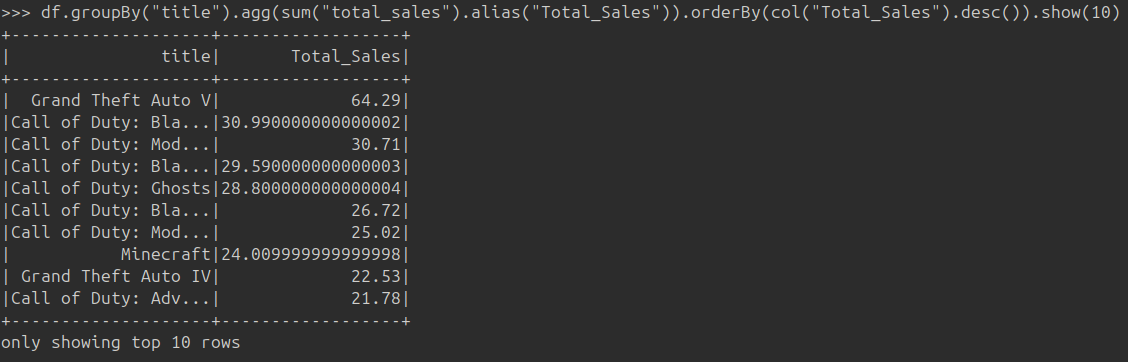 >>> df.groupBy("title").agg(sum("total_sales").alias("Total_Sales")).orderBy(col("Total_Sales").desc()).show(10)
+--------------------+------------------+
|               title|       Total_Sales|
+--------------------+------------------+
|  Grand Theft Auto V|             64.29|
|Call of Duty: Bla...|30.990000000000002|
|Call of Duty: Mod...|             30.71|
|Call of Duty: Bla...|29.590000000000003|
|Call of Duty: Ghosts|28.800000000000004|
|Call of Duty: Bla...|             26.72|
|Call of Duty: Mod...|             25.02|
|           Minecraft|24.009999999999998|
| Grand Theft Auto IV|             22.53|
|Call of Duty: Adv...|             21.78|
+--------------------+------------------+
only showing top 10 rows